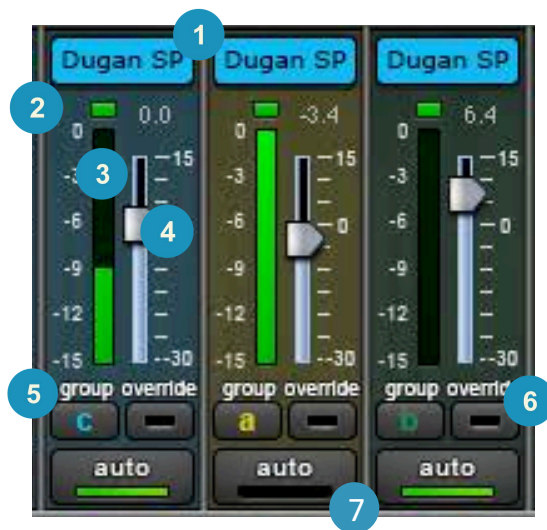 1
Dugan SP Dugan SP Dugan SP
2 0.0 -3.4 6.4
0 0 0
15 15 15
3
-3 -3 -3
4
-6 0 -6 0 -6 0
-9 -9 -9
-12 -12 -12
-15 --30 -15 --30 -15 --30
5 group override group override group override 6
c a b
auto auto auto
7